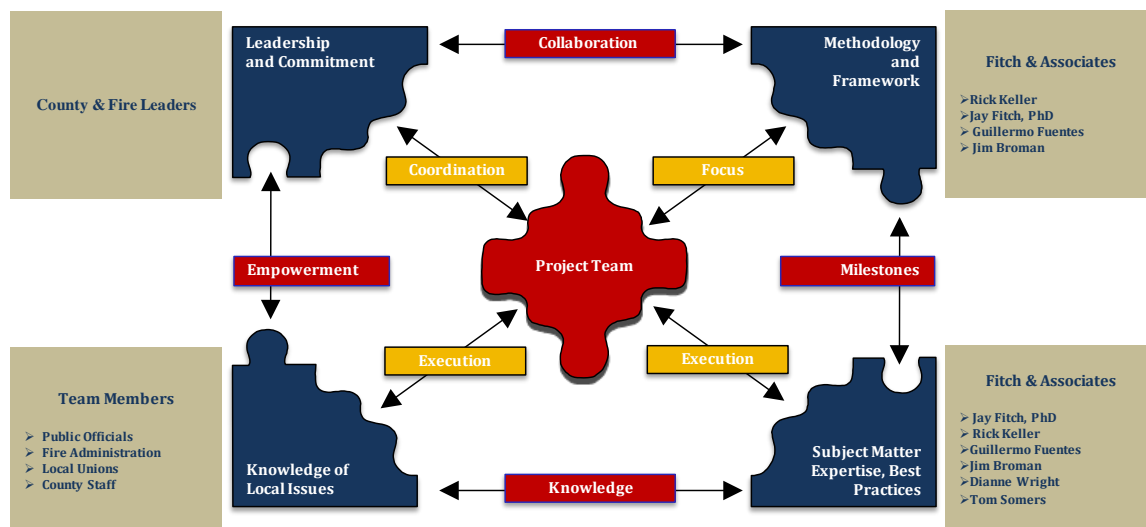 Leadership
and Commitment
Collaboration
Methodology
and
Framework
County & Fire Leaders
Fitch & Associates
➢Rick Keller
➢Jay Fitch, PhD
➢ Guillermo Fuentes
➢Jim Broman
Coordination
Focus
Empowerment
Project Team
Milestones
Execution
Execution
Team Members
➢ Public Officials
➢ Fire Administration
➢ Local Unions
➢ County Staff
Knowledge of
Local Issues
Knowledge
Subject Matter
Expertise, Best
Practices
Fitch & Associates
➢ Jay Fitch, PhD
➢ Rick Keller
➢Guillermo Fuentes
➢Jim Broman
➢Dianne Wright
➢Tom Somers